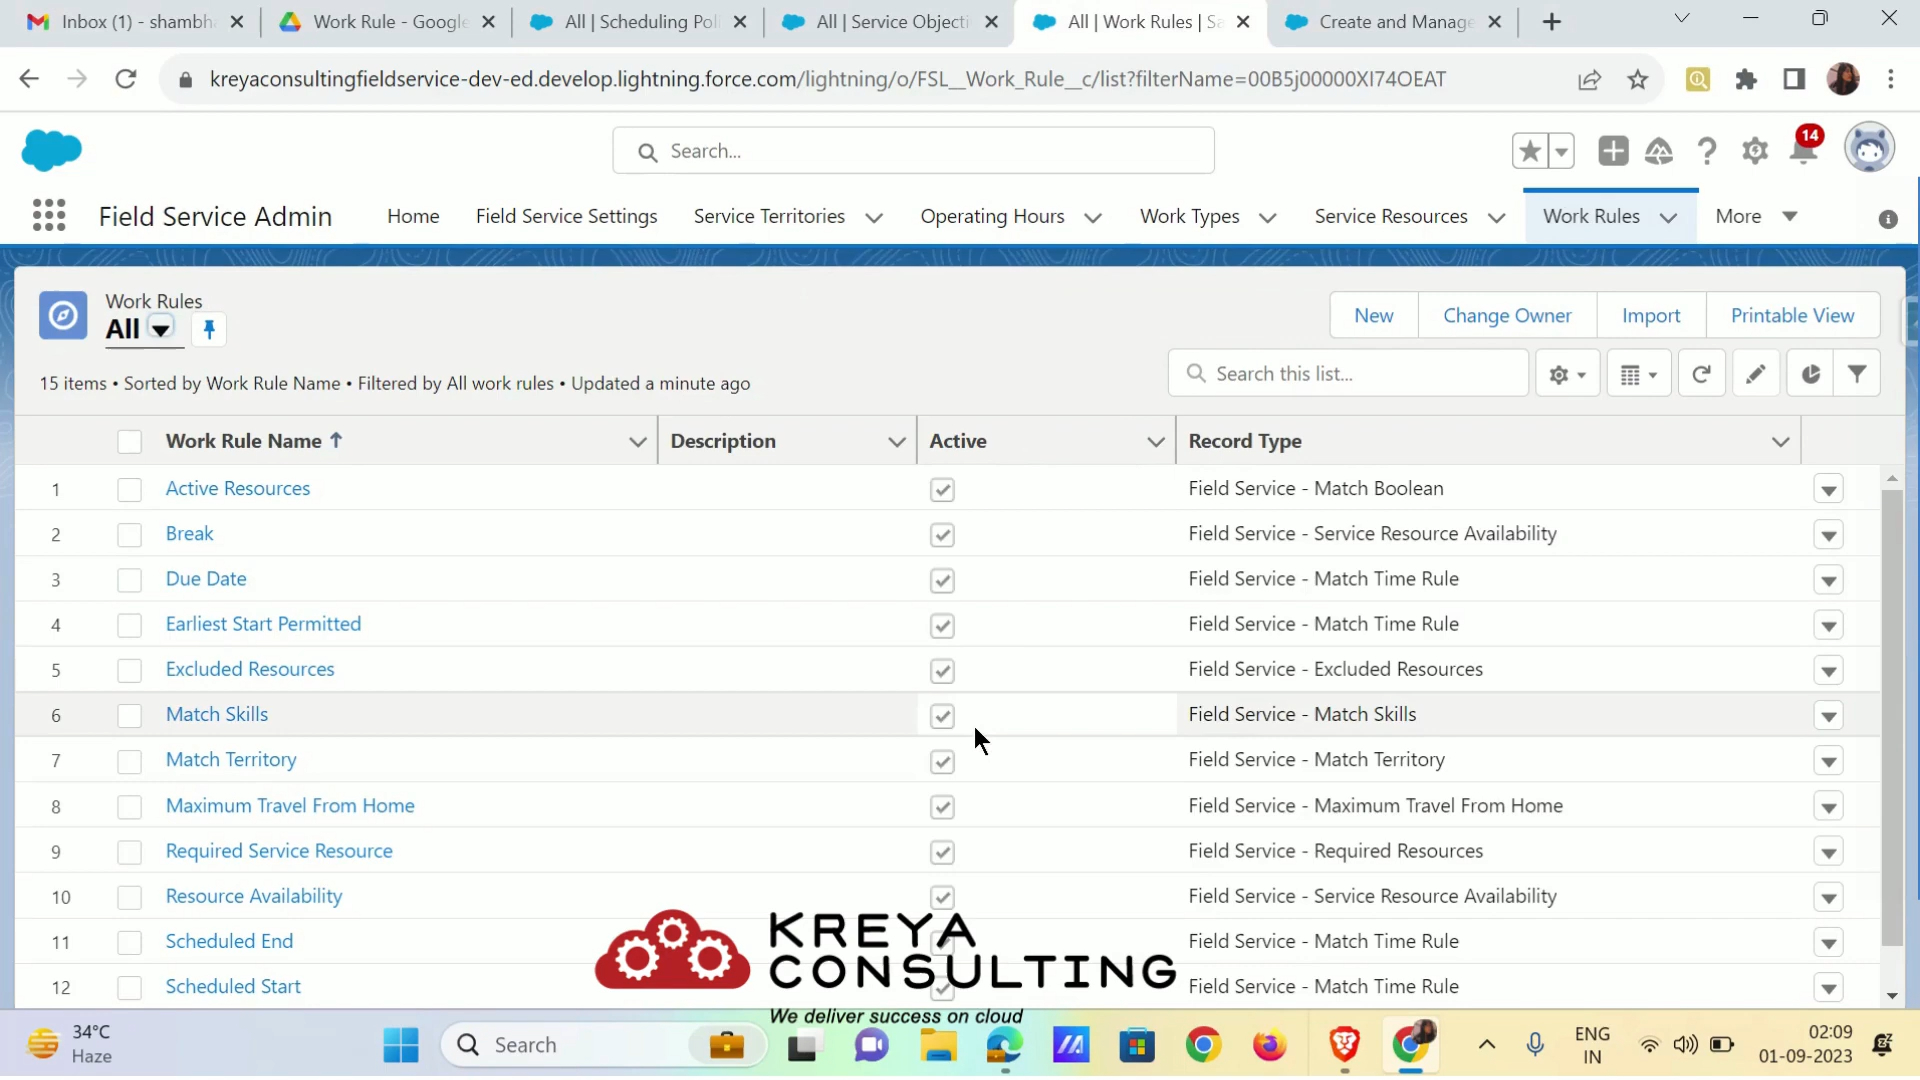 Inbox (1) - shambh
Work Rule - Google
All | Scheduling Pol
All | Service Objecti
All | Work Rules | Sa
Create and Manage
kreyaconsultingfieldservice-dev-ed.develop.lightning.force.com/lightning/o/FSL__Work_Rule__c/list?filterName=00B5j00000XI74OEAT
Search...
14
Field Service Admin
Home
Field Service Settings
Service Territories
Operating Hours
Work Types
Service Resources
Work Rules
More
Work Rules
All
New
Change Owner
Import
Printable View
15 items • Sorted by Work Rule Name • Filtered by All work rules • Updated a minute ago
Search this list...
Work Rule Name
Description
Active
Record Type
1 Active Resources Field Service - Match Boolean
2 Break Field Service - Service Resource Availability
3 Due Date Field Service - Match Time Rule
4 Earliest Start Permitted Field Service - Match Time Rule
5 Excluded Resources Field Service - Excluded Resources
6 Match Skills Field Service - Match Skills
7 Match Territory Field Service - Match Territory
8 Maximum Travel From Home Field Service - Maximum Travel From Home
9 Required Service Resource Field Service - Required Resources
10 Resource Availability Field Service - Service Resource Availability
11 Scheduled End Field Service - Match Time Rule
12 Scheduled Start Field Service - Match Time Rule
KREYA
CONSULTING
We deliver success on cloud
34°C
Haze
Search
ENG
IN
02:09
01-09-2023